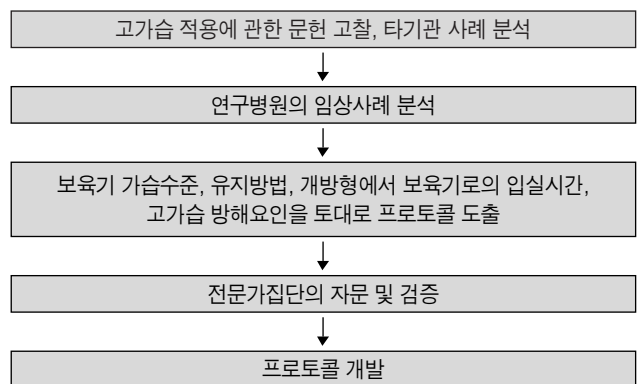 고가습 적용에 관한 문헌 고찰, 타기관 사례 분석
연구병원의 임상사례 분석
보육기 가습수준, 유지방법, 개방형에서 보육기로의 입실시간,
고가습 방해요인을 토대로 프로토콜 도출
전문가집단의 자문 및 검증
프로토콜 개발